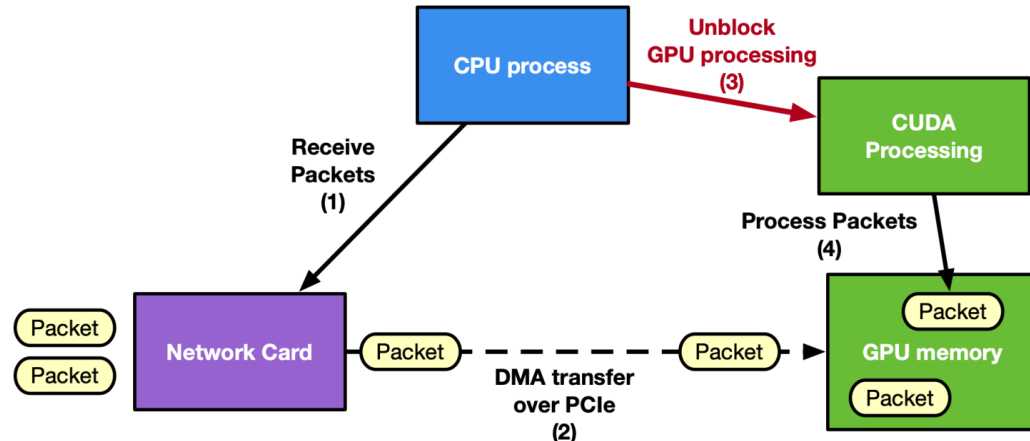 Unblock
GPU processing
(3)
CPU process
CUDA
Processing
Receive
Packets
(1)
Process Packets
(4)
Packet
Packet
Network Card
Packet
Packet
Packet
GPU memory
Packet
DMA transfer
over PCIe
(2)